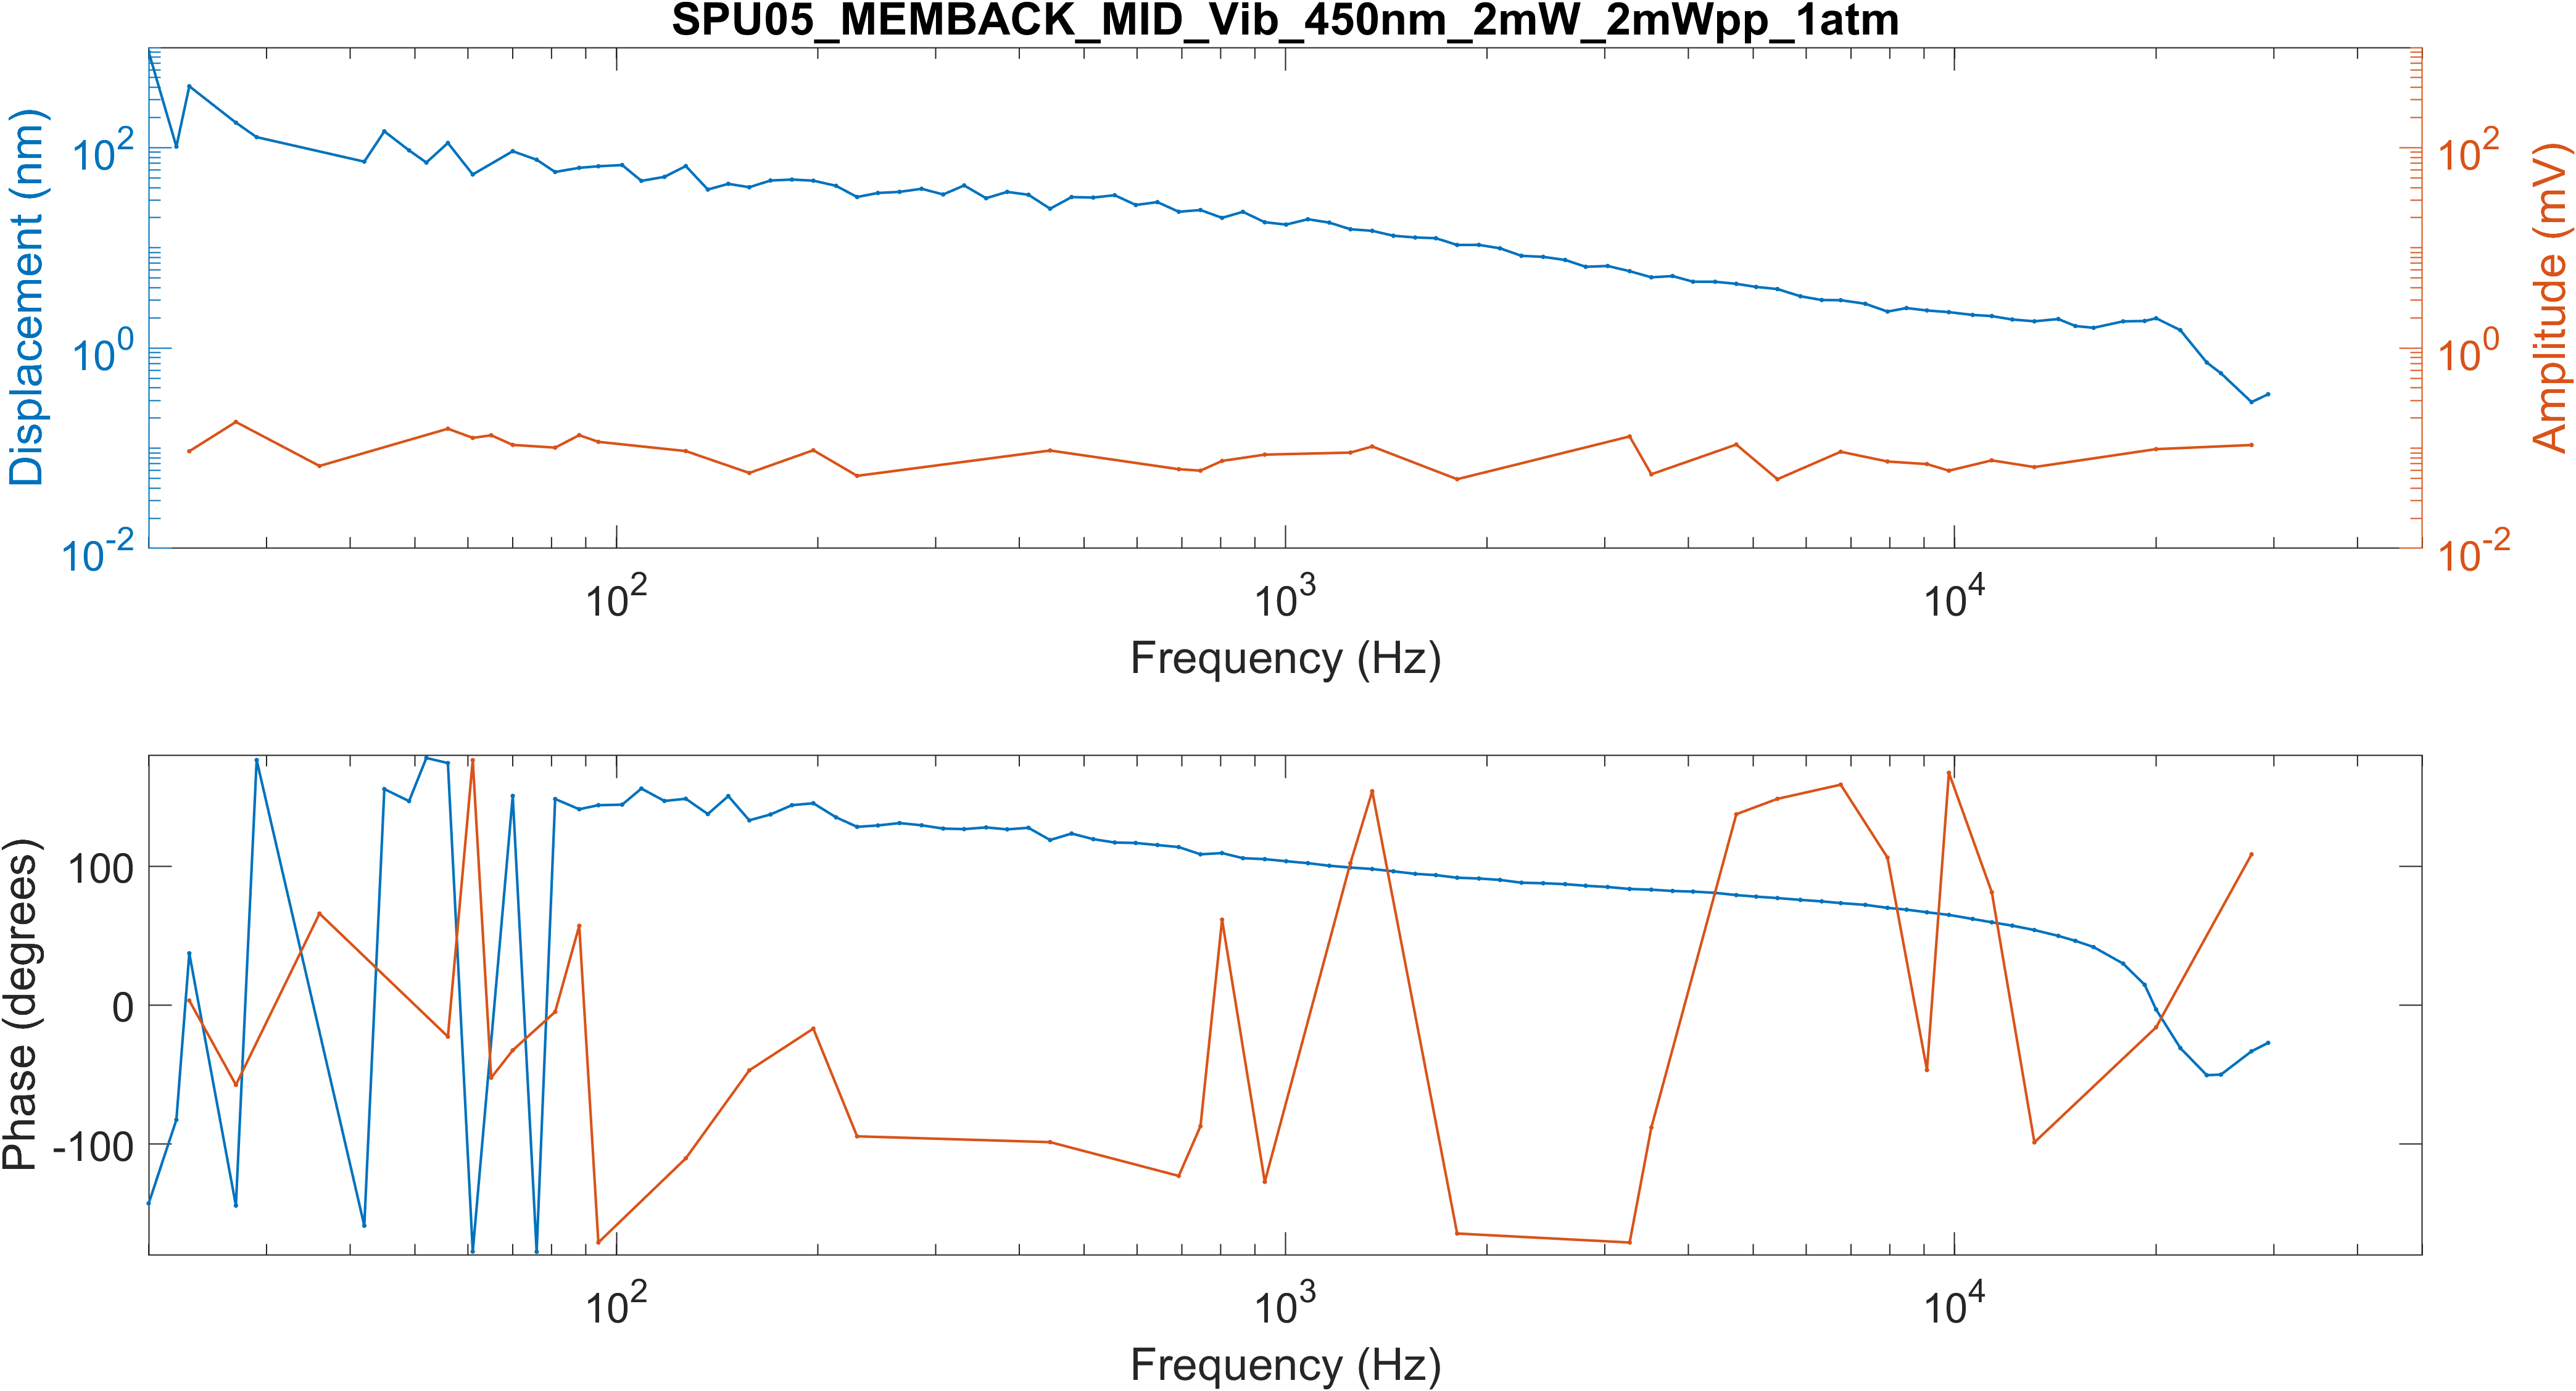 SPU05_MEMBACK_MID_Vib_450nm_2mW_2mWpp_1atm
Displacement (nm)
10^2
10^0
10^-2
Amplitude (mV)
10^2
10^0
10^-2
10^2 10^3 10^4
Frequency (Hz)
Phase (degrees)
100
0
-100
10^2 10^3 10^4
Frequency (Hz)